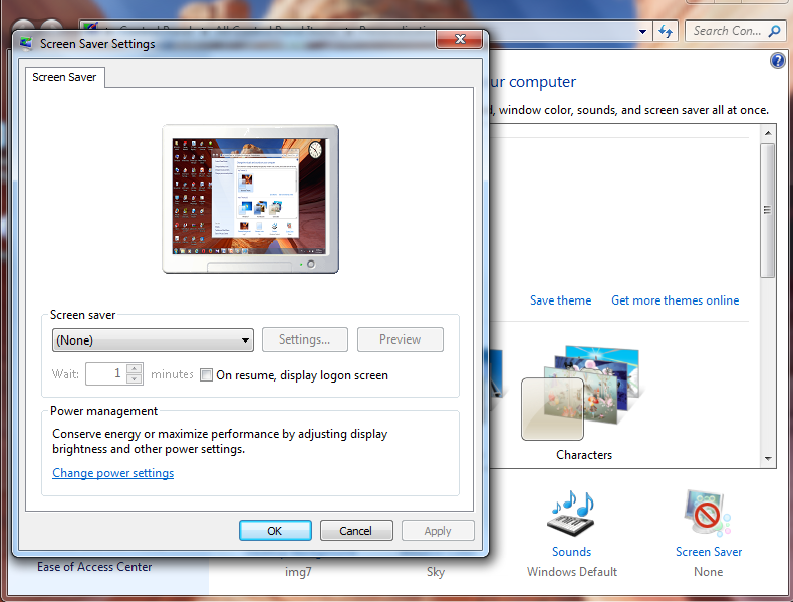 Screen Saver Settings
Search Con...
Screen Saver
ur computer
, window color, sounds, and screen saver all at once.
Save theme
Get more themes online
Screen saver
(None)
Settings...
Preview
Wait:
1
minutes
On resume, display logon screen
Power management
Conserve energy or maximize performance by adjusting display
brightness and other power settings.
Change power settings
Characters
OK
Cancel
Apply
Sounds
Screen Saver
Ease of Access Center
img7
Sky
Windows Default
None